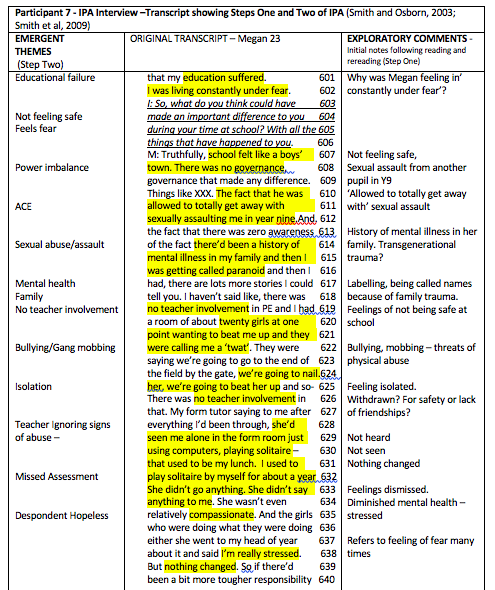 Participant 7 - IPA Interview –Transcript showing Steps One and Two of IPA (Smith and Osborn, 2003;
Smith et al, 2009)
EMERGENT THEMES (Step Two)
ORIGINAL TRANSCRIPT – Megan 23
EXPLORATORY COMMENTS - Initial notes following reading and rereading (Step One)
Educational failure that my education suffered. 601 Why was Megan feeling in'
I was living constantly under fear. 602 constantly under fear'?
I: So, what do you think could have 603
Not feeling safe made an important difference to you 604
Feels fear during your time at school? With all the 605
things that have happened to you. 606
M: Truthfully, school felt like a boys' 607 Not feeling safe,
Power imbalance town. There was no governance, 608 Sexual assault from another
governance that made any difference. 609 pupil in Y9
Things like XXX. The fact that he was 610 'Allowed to totally get away
ACE allowed to totally get away with 611 with' sexual assault
sexually assaulting me in year nine.And, 612
the fact that there was zero awareness 613 History of mental illness in her
Sexual abuse/assault of the fact there'd been a history of 614 family. Transgenerational
mental illness in my family and then I 615 trauma?
was getting called paranoid and then I 616
Mental health had, there are lots more stories I could 617 Labelling, being called names
Family tell you. I haven't said like, there was 618 because of family trauma.
No teacher involvement no teacher involvement in PE and I had 619 Feelings of not being safe at
a room of about twenty girls at one 620 school
point wanting to beat me up and they 621
Bullying/Gang mobbing were calling me a 'twat'. They were 622 Bullying, mobbing – threats of
saying we're going to go to the end of 623 physical abuse
the field by the gate, we're going to nail 624
Isolation her, we're going to beat her up and so- 625 Feeling isolated.
There was no teacher involvement in 626 Withdrawn? For safety or lack
that. My form tutor saying to me after 627 of friendships?
Teacher Ignoring signs everything I'd been through, she'd 628
of abuse – seen me alone in the form room just 629 Not heard
using computers, playing solitaire – 630 Not seen
that used to be my lunch. I used to 631 Nothing changed
Missed Assessment play solitaire by myself for about a year 632
She didn't go anything. She didn't say 633 Feelings dismissed.
anything to me. She wasn't even 634 Diminished mental health –
Despondent Hopeless relatively compassionate. And the girls 635 stressed
who were doing what they were doing 636
either she went to my head of year 637 Refers to feeling of fear many
about it and said I'm really stressed. 638 times
But nothing changed. So if there'd 639
been a bit more tougher responsibility 640